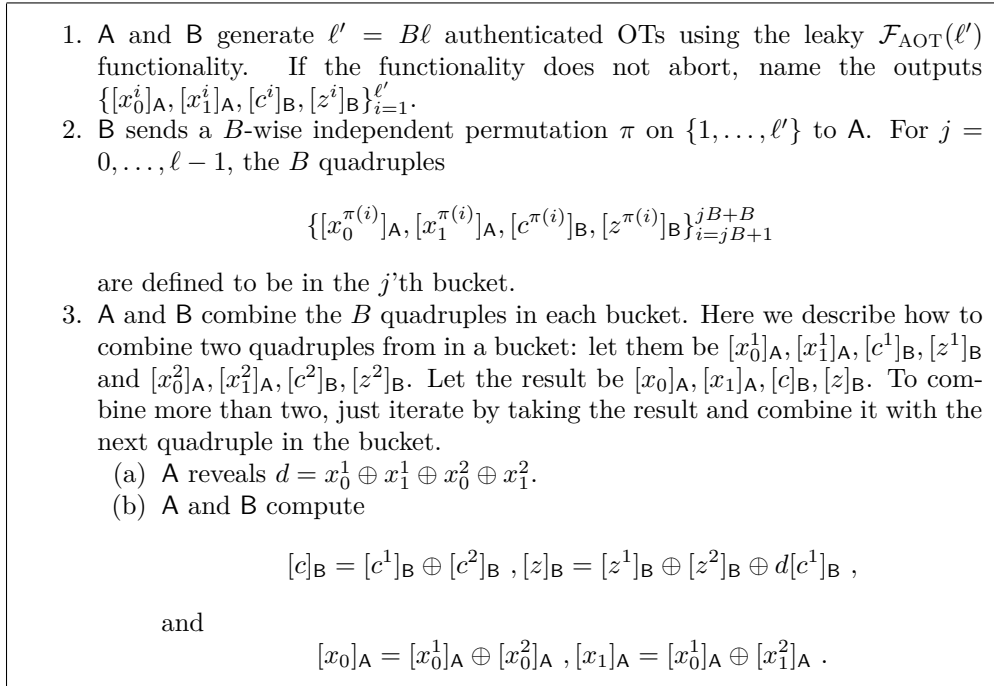 1. A and B generate ℓ′ = Bℓ authenticated OTs using the leaky F_AOT(ℓ′)
functionality. If the functionality does not abort, name the outputs
{[x_0^i]_A, [x_1^i]_A, [c^i]_B, [z^i]_B}_{i=1}^{ℓ′}.
2. B sends a B-wise independent permutation π on {1, . . . , ℓ′} to A. For j =
0, . . . , ℓ − 1, the B quadruples
{[x_0^{π(i)}]_A, [x_1^{π(i)}]_A, [c^{π(i)}]_B, [z^{π(i)}]_B}_{i=jB+1}^{jB+B}
are defined to be in the j'th bucket.
3. A and B combine the B quadruples in each bucket. Here we describe how to
combine two quadruples from in a bucket: let them be [x_0^1]_A, [x_1^1]_A, [c^1]_B, [z^1]_B
and [x_0^2]_A, [x_1^2]_A, [c^2]_B, [z^2]_B. Let the result be [x_0]_A, [x_1]_A, [c]_B, [z]_B. To com-
bine more than two, just iterate by taking the result and combine it with the
next quadruple in the bucket.
(a) A reveals d = x_0^1 ⊕ x_1^1 ⊕ x_0^2 ⊕ x_1^2.
(b) A and B compute
[c]_B = [c^1]_B ⊕ [c^2]_B , [z]_B = [z^1]_B ⊕ [z^2]_B ⊕ d[c^1]_B ,
and
[x_0]_A = [x_0^1]_A ⊕ [x_0^2]_A , [x_1]_A = [x_0^1]_A ⊕ [x_1^2]_A .